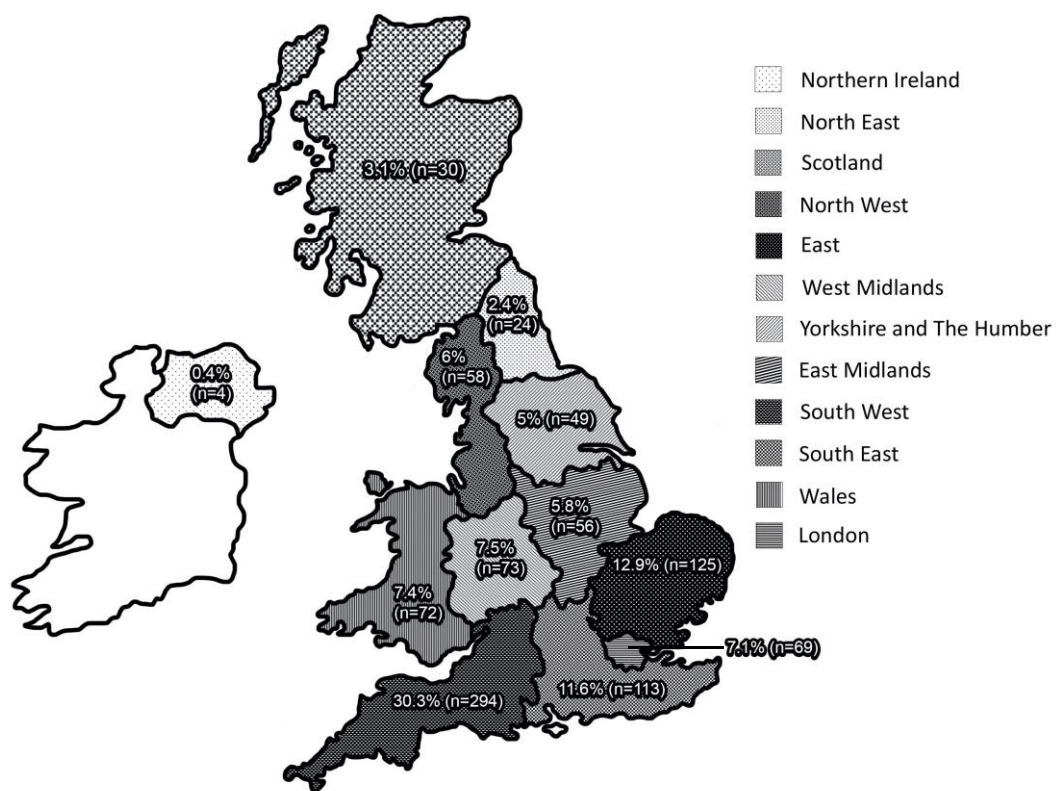 3.1% (n=30)
2.4%
(n=24)
6%
(n=58)
0.4%
(n=4)
5% (n=49)
5.8%
(n=56)
7.5%
(n=73)
12.9% (n=125)
7.4%
(n=72)
7.1% (n=69)
30.3% (n=294)
11.6% (n=113)
Northern Ireland
North East
Scotland
North West
East
West Midlands
Yorkshire and The Humber
East Midlands
South West
South East
Wales
London